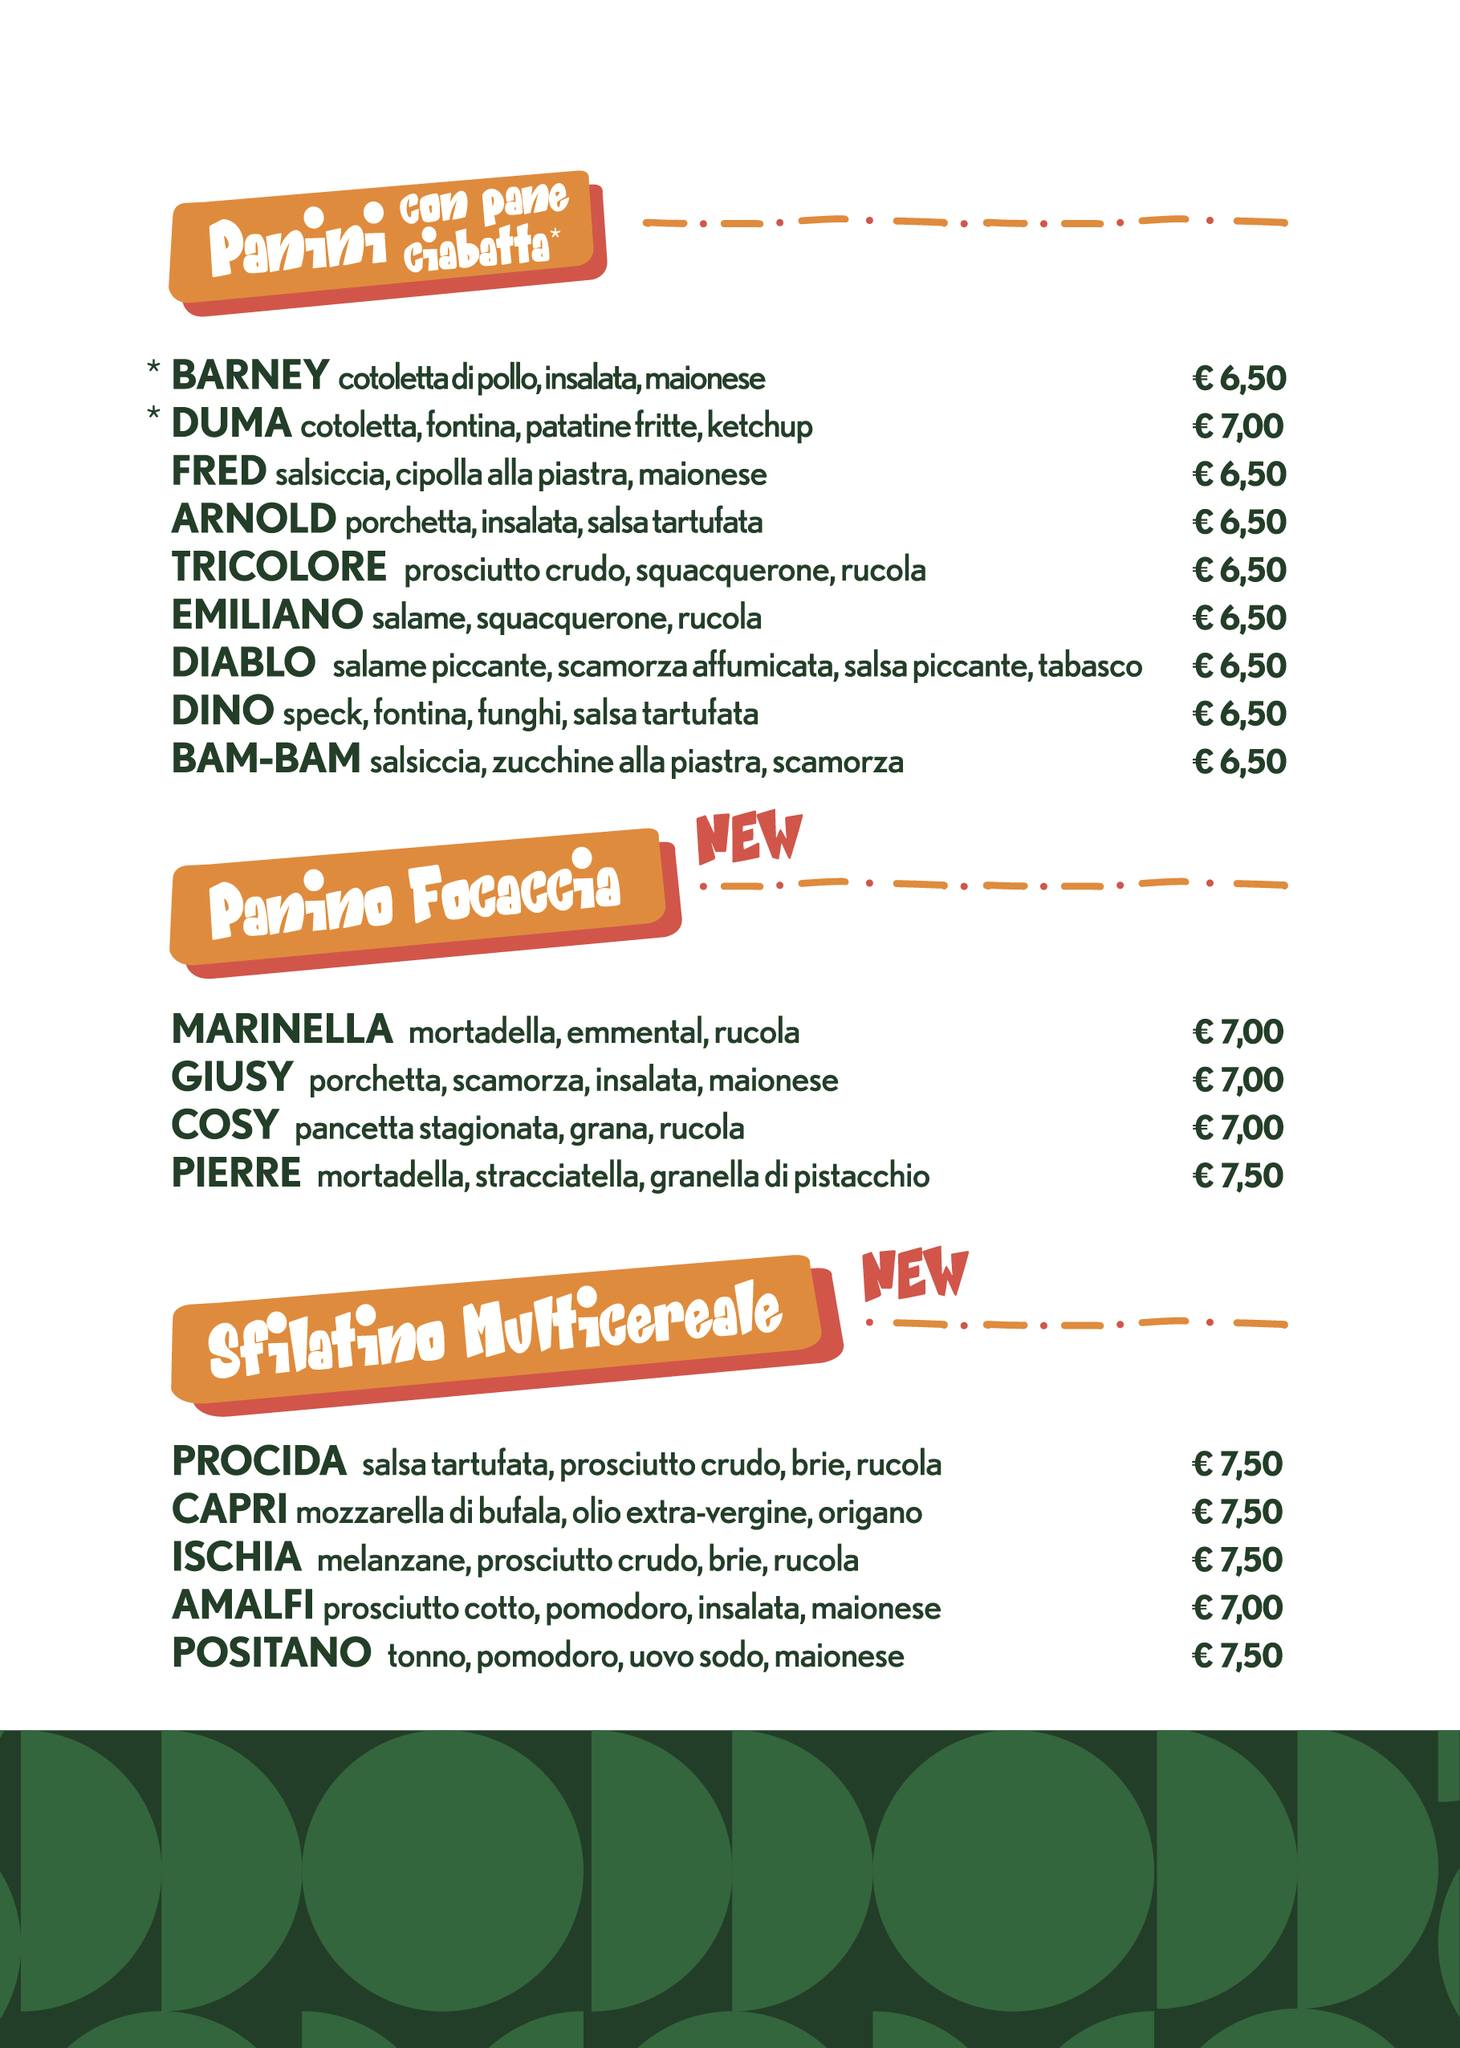 Panini con pane
ciabatta*
* BARNEY cotoletta di pollo, insalata, maionese € 6,50
* DUMA cotoletta, fontina, patatine fritte, ketchup € 7,00
FRED salsiccia, cipolla alla piastra, maionese € 6,50
ARNOLD porchetta, insalata, salsa tartufata € 6,50
TRICOLORE prosciutto crudo, squacquerone, rucola € 6,50
EMILIANO salame, squacquerone, rucola € 6,50
DIABLO salame piccante, scamorza affumicata, salsa piccante, tabasco € 6,50
DINO speck, fontina, funghi, salsa tartufata € 6,50
BAM-BAM salsiccia, zucchine alla piastra, scamorza € 6,50
NEW
Panino Focaccia
MARINELLA mortadella, emmental, rucola € 7,00
GIUSY porchetta, scamorza, insalata, maionese € 7,00
COSY pancetta stagionata, grana, rucola € 7,00
PIERRE mortadella, stracciatella, granella di pistacchio € 7,50
NEW
Sfilatino Multicereale
PROCIDA salsa tartufata, prosciutto crudo, brie, rucola € 7,50
CAPRI mozzarella di bufala, olio extra-vergine, origano € 7,50
ISCHIA melanzane, prosciutto crudo, brie, rucola € 7,50
AMALFI prosciutto cotto, pomodoro, insalata, maionese € 7,00
POSITANO tonno, pomodoro, uovo sodo, maionese € 7,50